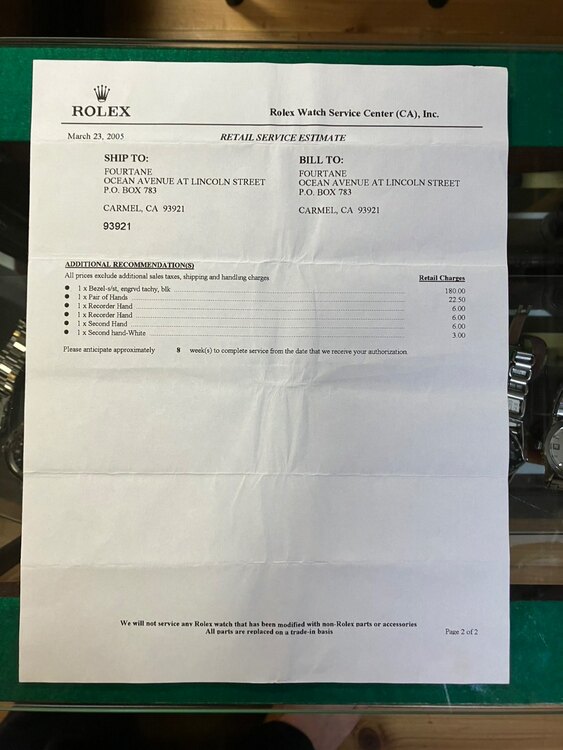 ROLEX
Rolex Watch Service Center (CA), Inc.
March 23, 2005
RETAIL SERVICE ESTIMATE
SHIP TO:
FOURTANE
OCEAN AVENUE AT LINCOLN STREET
P.O. BOX 783
CARMEL, CA 93921
93921
BILL TO:
FOURTANE
OCEAN AVENUE AT LINCOLN STREET
P.O. BOX 783
CARMEL, CA 93921
ADDITIONAL RECOMMENDATION(S)
All prices exclude additional sales taxes, shipping and handling charges Retail Charges
● 1 x Bezel-s/st, engrvd tachy, blk 180.00
● 1 x Pair of Hands 22.50
● 1 x Recorder Hand 6.00
● 1 x Recorder Hand 6.00
● 1 x Second Hand 6.00
● 1 x Second hand-White 3.00
Please anticipate approximately 8 week(s) to complete service from the date that we receive your authorization.
We will not service any Rolex watch that has been modified with non-Rolex parts or accessories
All parts are replaced on a trade-in basis
Page 2 of 2